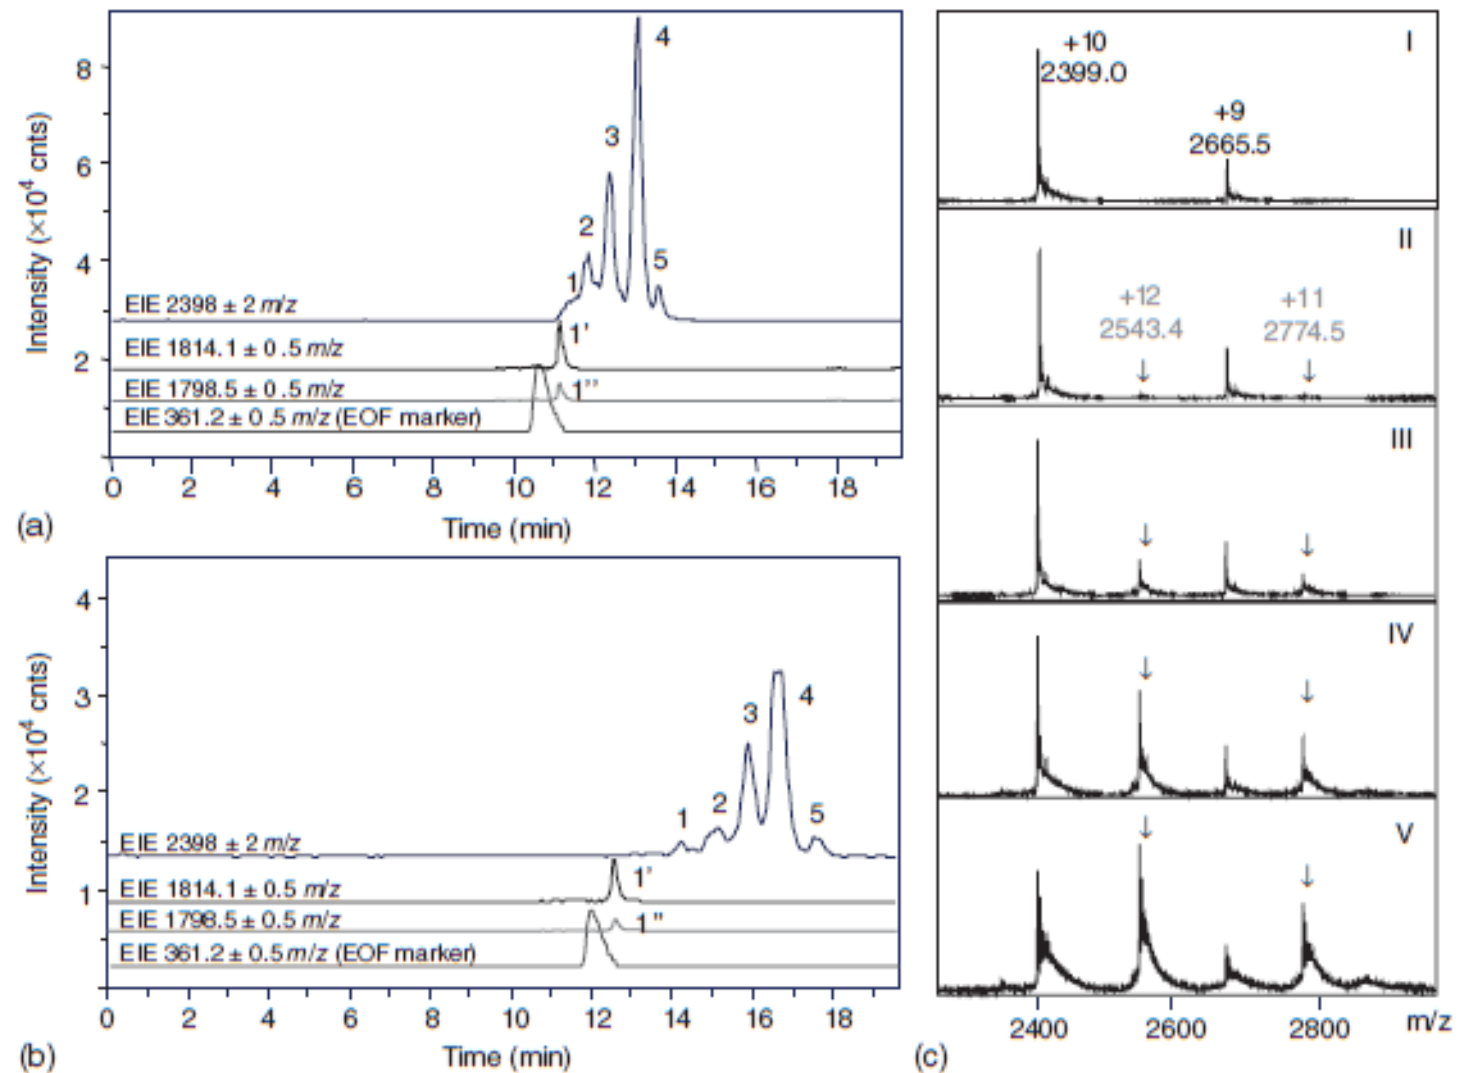 8
6
4
2
Intensity (×10⁴ cnts)
1
2
3
4
5
EIE 2398 ± 2 m/z
1'
EIE 1814.1 ± 0.5 m/z
1''
EIE 1798.5 ± 0.5 m/z
EIE 361.2 ± 0.5 m/z (EOF marker)
0 2 4 6 8 10 12 14 16 18
Time (min)
(a)
4
3
2
1
Intensity (×10⁴ cnts)
1
2
3
4
5
EIE 2398 ± 2 m/z
1'
EIE 1814.1 ± 0.5 m/z
1''
EIE 1798.5 ± 0.5 m/z
EIE 361.2 ± 0.5 m/z (EOF marker)
0 2 4 6 8 10 12 14 16 18
Time (min)
(b)
I
+10
2399.0
+9
2665.5
II
+12
2543.4
+11
2774.5
III
IV
V
2400 2600 2800 m/z
(c)